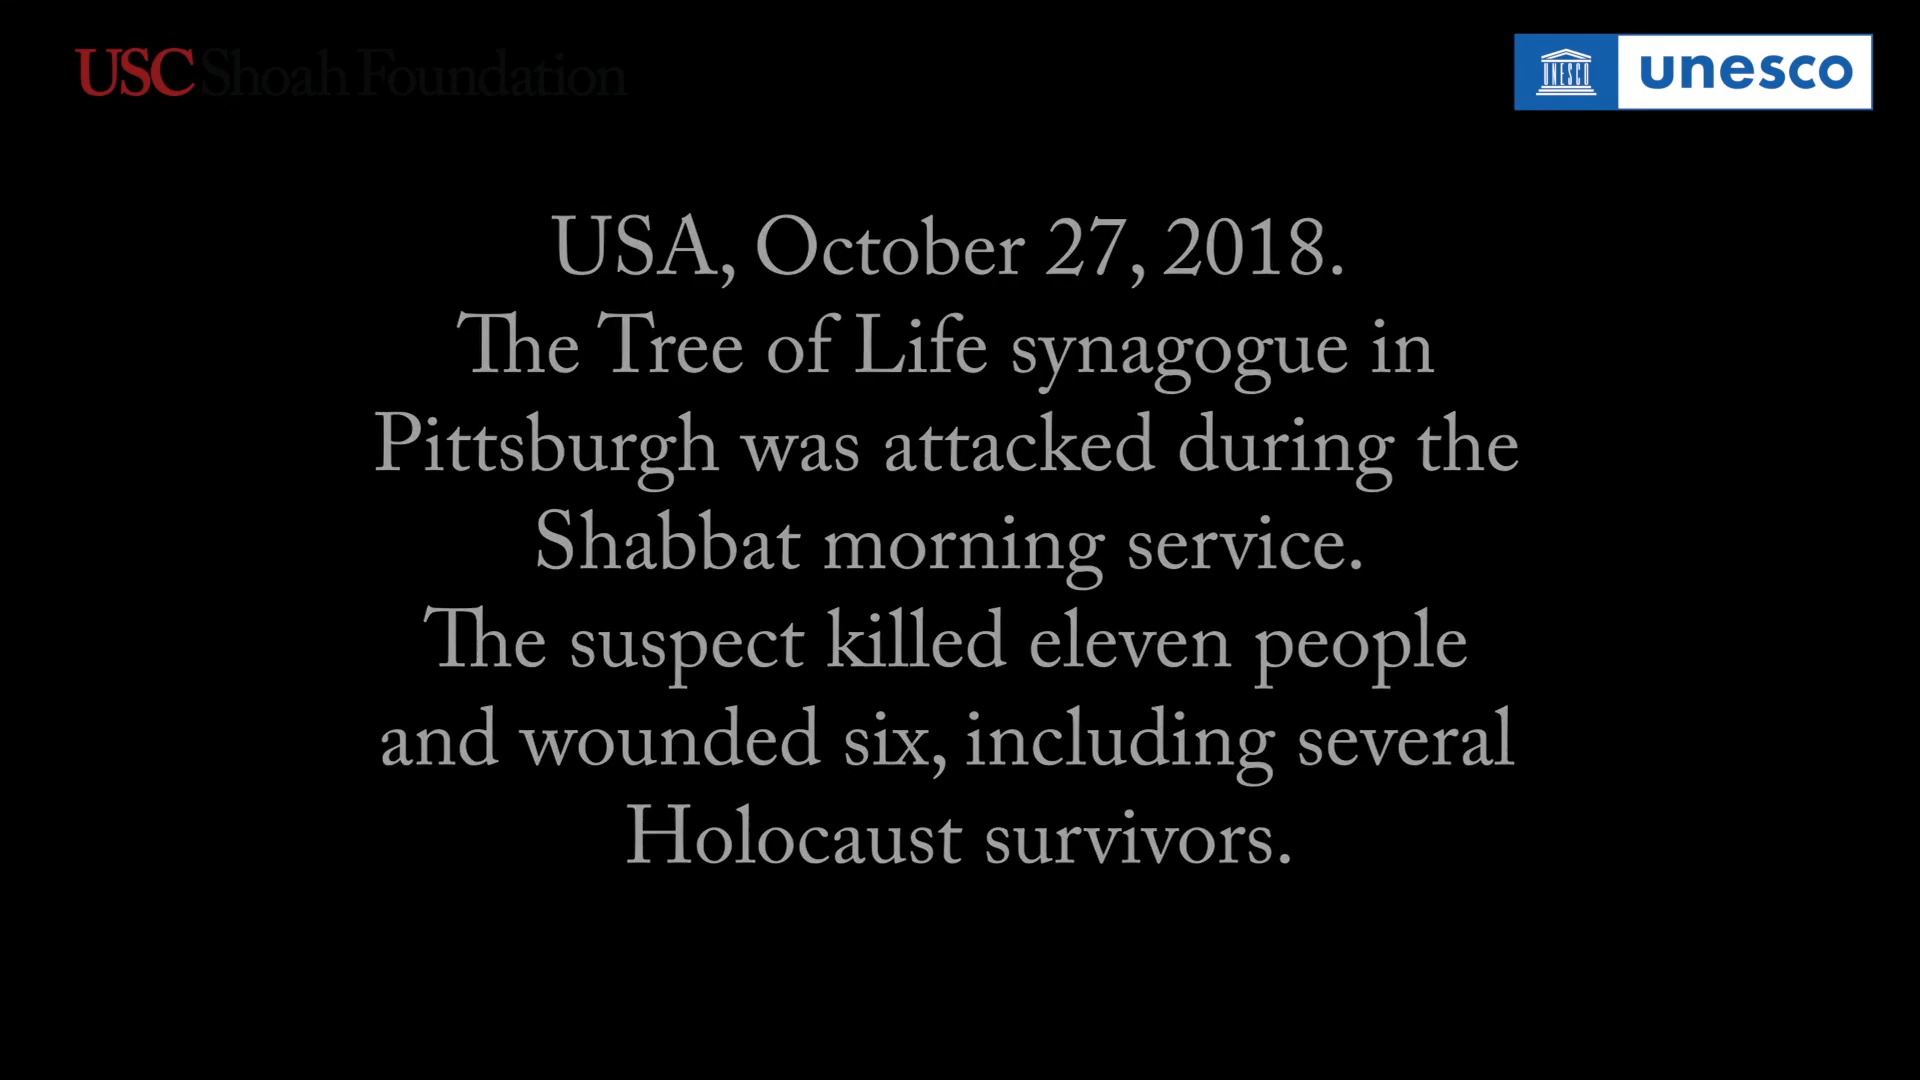 USC Shoah Foundation
UNESCO
unesco
USA, October 27, 2018.
The Tree of Life synagogue in
Pittsburgh was attacked during the
Shabbat morning service.
The suspect killed eleven people
and wounded six, including several
Holocaust survivors.